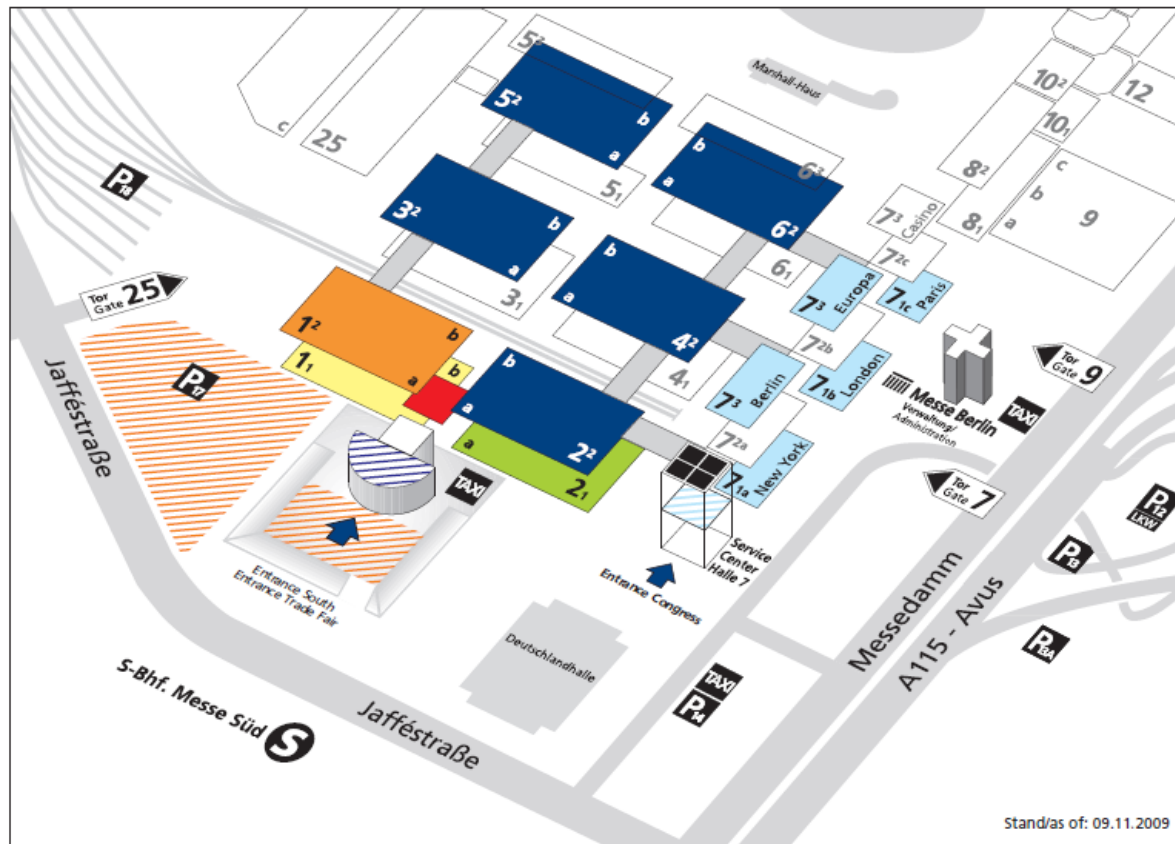 5³
5²
b
a
c
25
5₁
Marshall-Haus
6³
b
a
6²
6₁
10²
10₁
12
8²
8₁
c
b
a
9
7³ Casino
7²c
7₁c Paris
7³ Europa
7²b
7₁b London
7³ Berlin
7²a
7₁a New York
P18
3²
b
a
3₁
b
a
4²
4₁
Tor
Gate 25
P17
1²
b
a
1₁
b
b
a
2²
a
2₁
TAXI
Messe Berlin
Verwaltung/
Administration
TAXI
Tor
Gate 9
Tor
Gate 7
P12
LKW
P13
P13A
Service
Center
Halle 7
Entrance Congress
Entrance South
Entrance Trade Fair
Deutschlandhalle
TAXI
P14
Jafféstraße
Jafféstraße
S-Bhf. Messe Süd S
Messedamm
A115 - Avus
Stand/as of: 09.11.2009